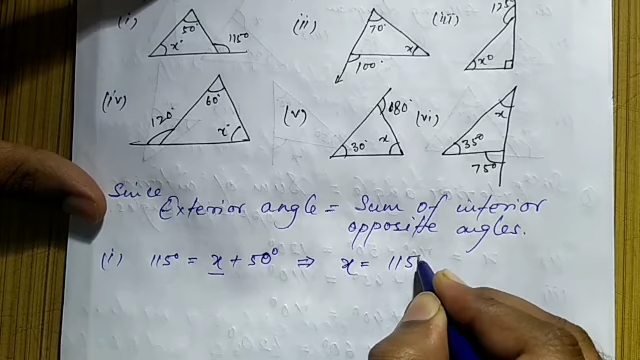 (i) 50° x° 115° (ii) 70° x 100° (iii) 125 x°
(iv) 120° 60° x° (v) 80° 30° x (vi) x 35° 75°
Since
Exterior angle = Sum of interior
opposite angles.
(i) 115° = x + 50° ⇒ x = 115